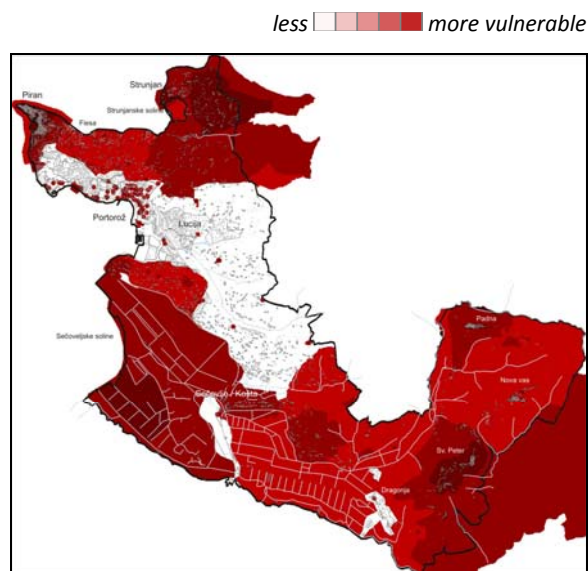 less more vulnerable
Strunjan
Piran
Strunjanske soline
Fiesa
Portorož
Lucija
Sečoveljske soline
Padna
Nova vas
Sv. Peter
Dragonja